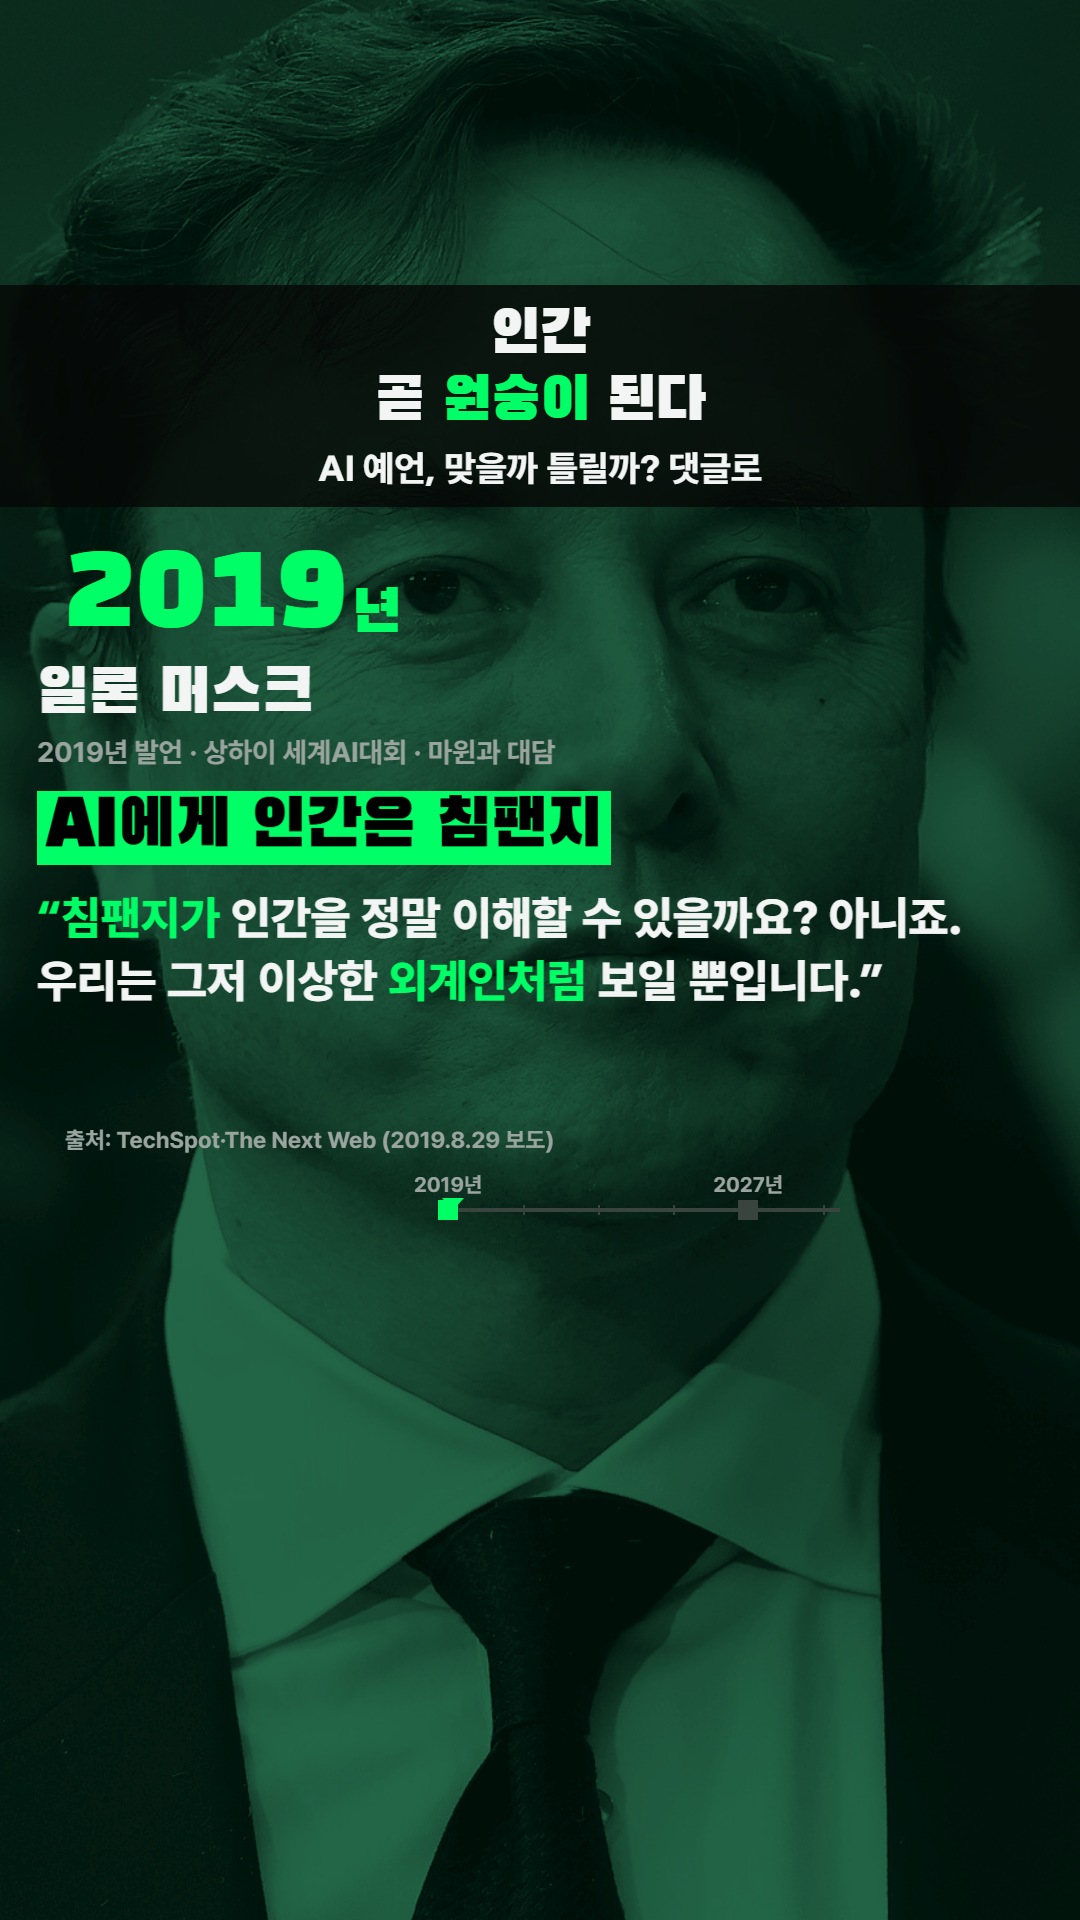 인간
곧 원숭이 된다
AI 예언, 맞을까 틀릴까? 댓글로
2019년
일론 머스크
2019년 발언 · 상하이 세계AI대회 · 마윈과 대담
AI에게 인간은 침팬지
“침팬지가 인간을 정말 이해할 수 있을까요? 아니죠.
우리는 그저 이상한 외계인처럼 보일 뿐입니다.”
출처: TechSpot·The Next Web (2019.8.29 보도)
2019년 2027년